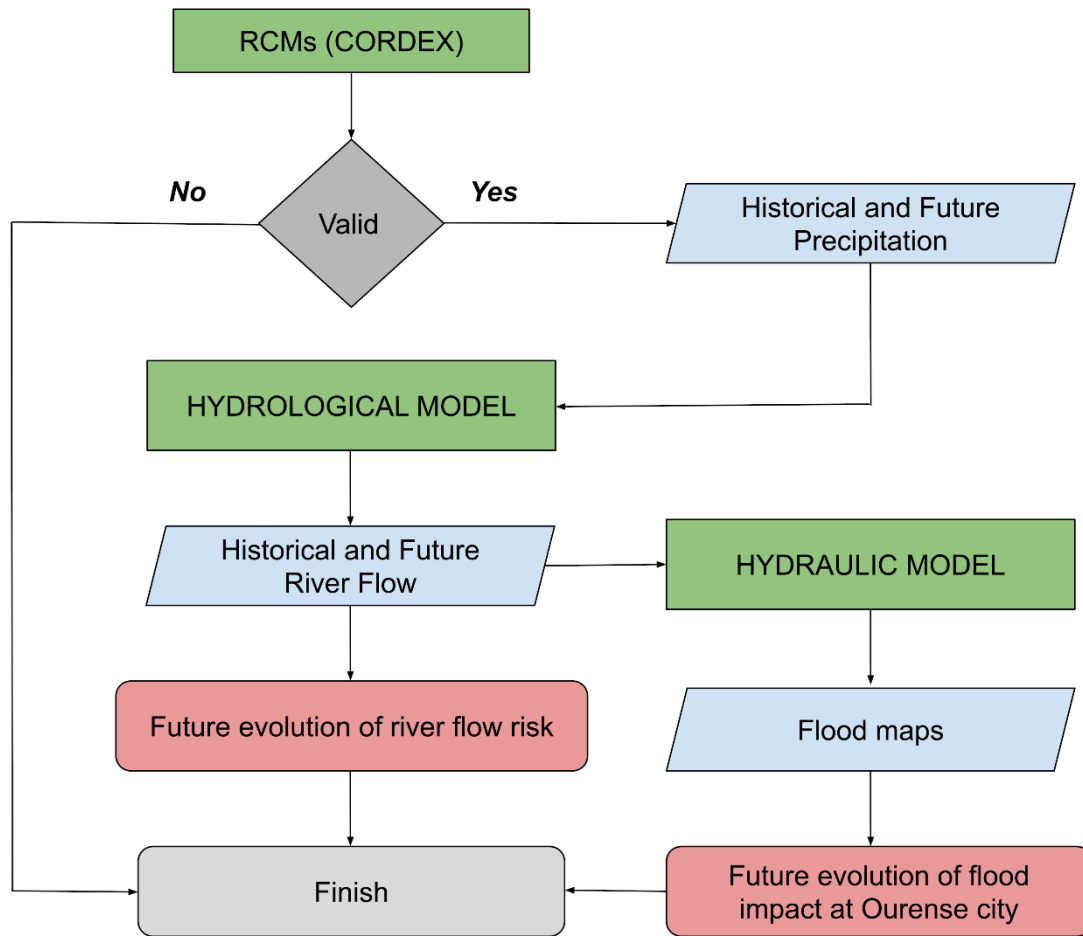 RCMs (CORDEX)
No
Yes
Valid
Historical and Future
Precipitation
HYDROLOGICAL MODEL
Historical and Future
River Flow
HYDRAULIC MODEL
Future evolution of river flow risk
Flood maps
Finish
Future evolution of flood
impact at Ourense city